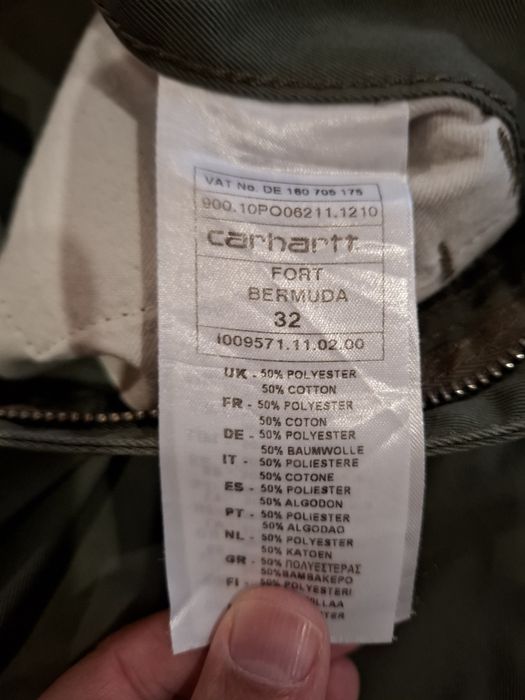 VAT No. DE 180 705 175
900.10PO06211.1210
carhartt
FORT
BERMUDA
32
I009571.11.02.00
UK - 50% POLYESTER
50% COTTON
FR - 50% POLYESTER
50% COTON
DE - 50% POLYESTER
50% BAUMWOLLE
IT - 50% POLIESTERE
50% COTONE
ES - 50% POLIESTER
50% ALGODON
PT - 50% POLIESTER
50% ALGODAO
NL - 50% POLYESTER
50% KATOEN
GR - 50% ΠΟΛΥΕΣΤΕΡΑΣ
50%ΒΑΜΒΑΚΕΡΟ
FI - 50% POLYESTERI